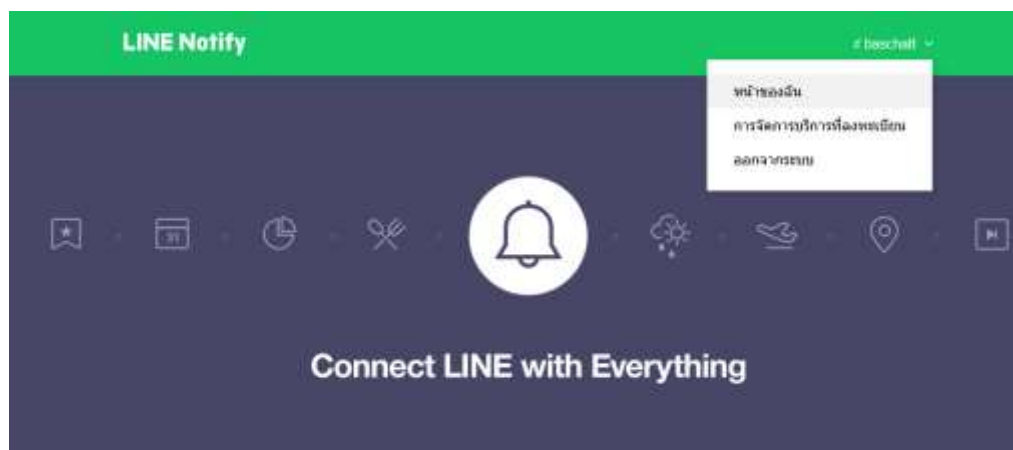 LINE Notify
baschatt
หน้าของฉัน
การจัดการบริการที่ลงทะเบียน
ออกจากระบบ
31
Connect LINE with Everything